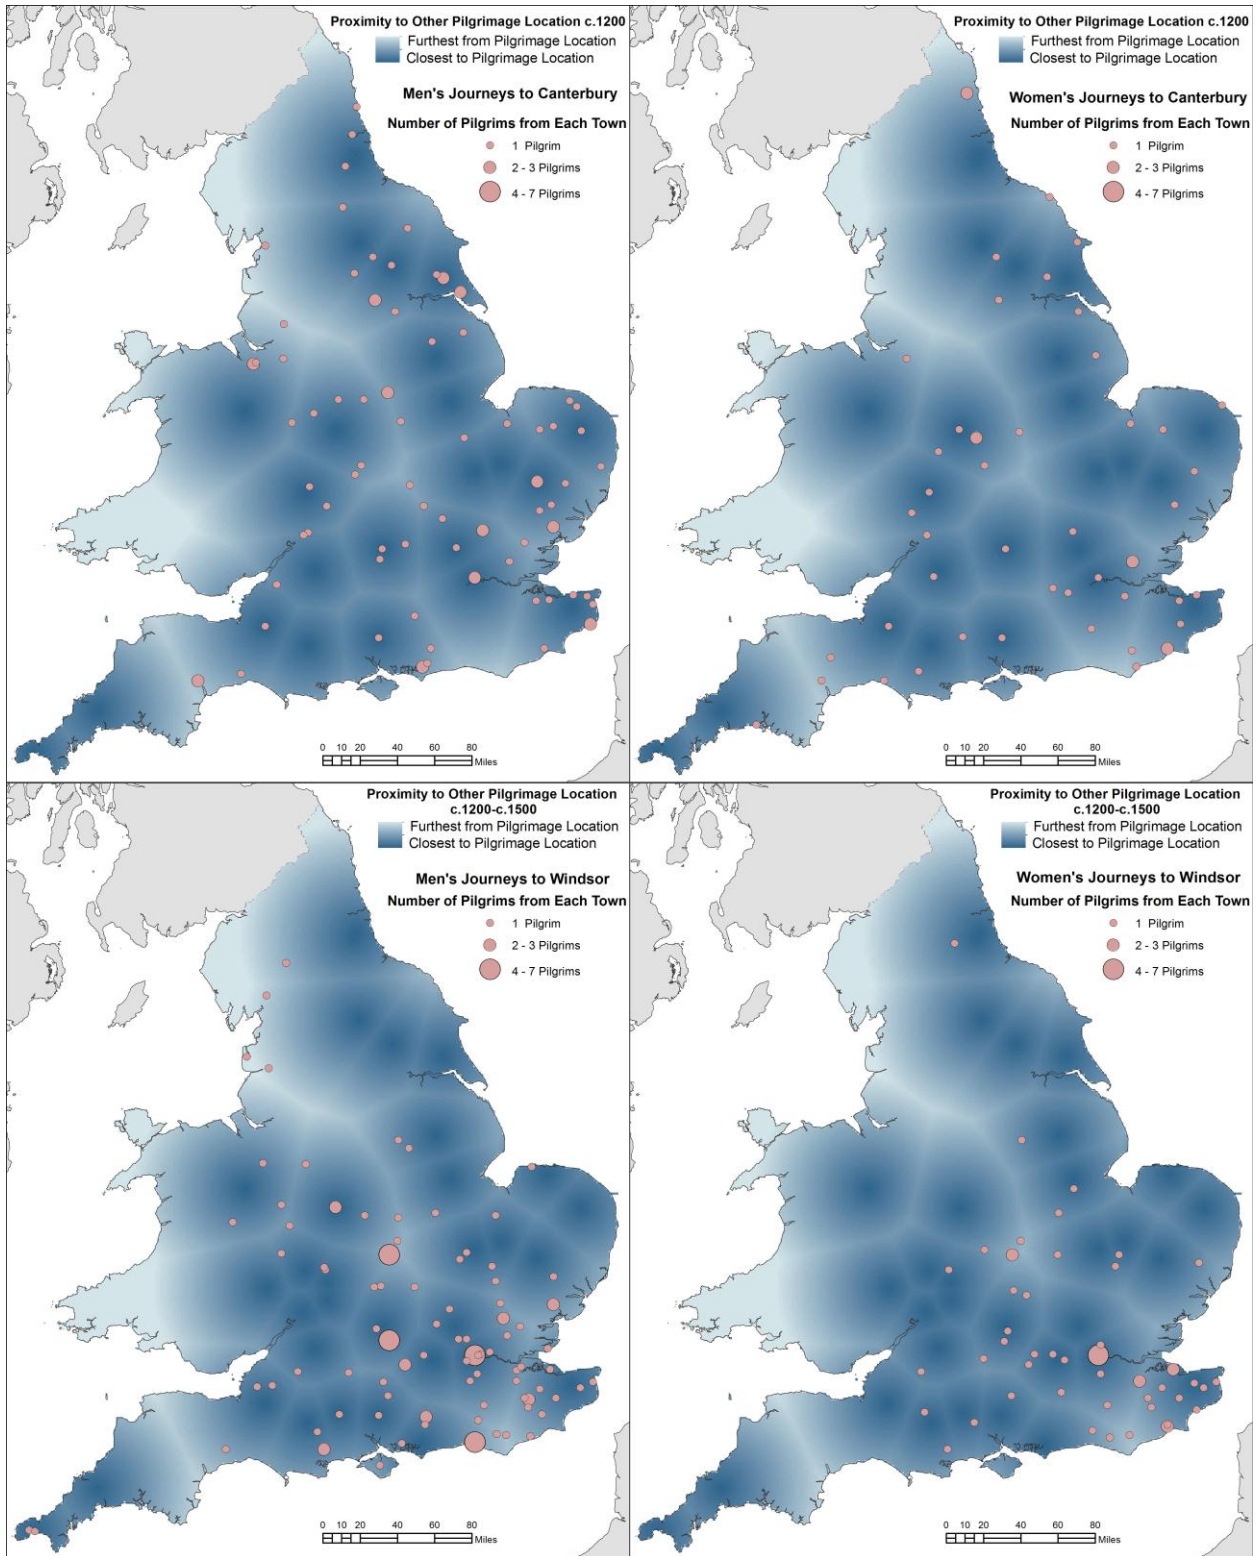 Proximity to Other Pilgrimage Location c.1200
Furthest from Pilgrimage Location
Closest to Pilgrimage Location
Men's Journeys to Canterbury
Number of Pilgrims from Each Town
1 Pilgrim
2 - 3 Pilgrims
4 - 7 Pilgrims
0 10 20 40 60 80
Miles
Proximity to Other Pilgrimage Location c.1200
Furthest from Pilgrimage Location
Closest to Pilgrimage Location
Women's Journeys to Canterbury
Number of Pilgrims from Each Town
1 Pilgrim
2 - 3 Pilgrims
4 - 7 Pilgrims
0 10 20 40 60 80
Miles
Proximity to Other Pilgrimage Location
c.1200-c.1500
Furthest from Pilgrimage Location
Closest to Pilgrimage Location
Men's Journeys to Windsor
Number of Pilgrims from Each Town
1 Pilgrim
2 - 3 Pilgrims
4 - 7 Pilgrims
0 10 20 40 60 80
Miles
Proximity to Other Pilgrimage Location
c.1200-c.1500
Furthest from Pilgrimage Location
Closest to Pilgrimage Location
Women's Journeys to Windsor
Number of Pilgrims from Each Town
1 Pilgrim
2 - 3 Pilgrims
4 - 7 Pilgrims
0 10 20 40 60 80
Miles